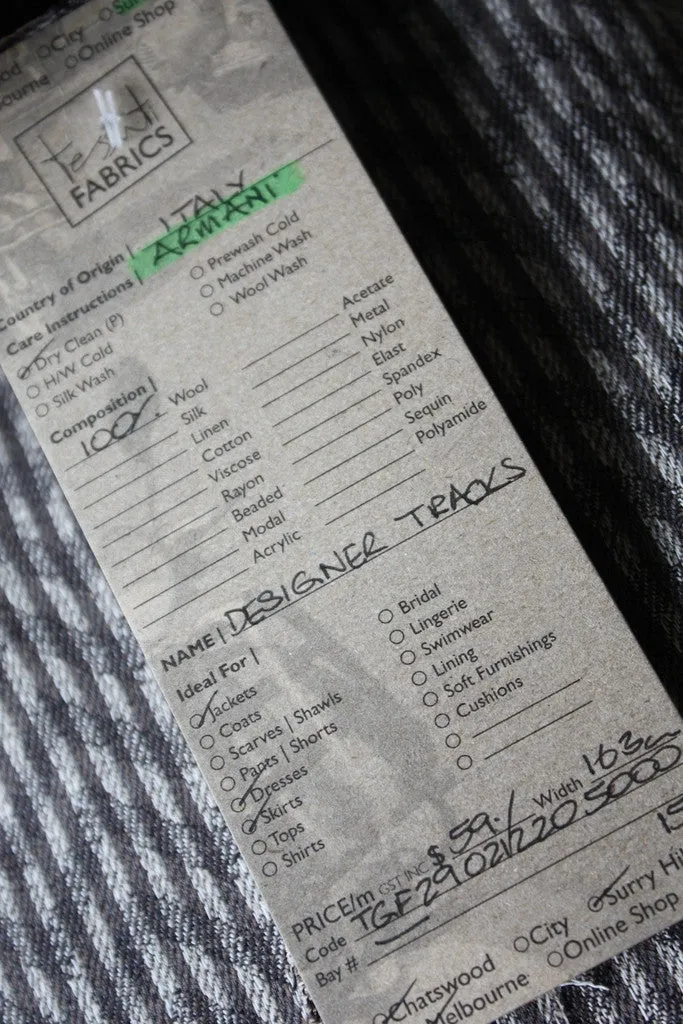 City
Online Shop
FABRICS
Country of Origin | ITALY
ARMANI
Care Instructions |
Dry Clean (P)
H/W Cold
Silk Wash
Prewash Cold
Machine Wash
Wool Wash
Composition |
100% Wool
Silk
Linen
Cotton
Viscose
Rayon
Beaded
Modal
Acrylic
Acetate
Metal
Nylon
Elast
Spandex
Poly
Sequin
Polyamide
NAME | DESIGNER TRACKS
Ideal For |
Jackets
Coats
Scarves | Shawls
Pants | Shorts
Dresses
Skirts
Tops
Shirts
Bridal
Lingerie
Swimwear
Lining
Soft Furnishings
Cushions
PRICE/m GST INC $59./ Width 163cm
Code TGF29021220 5000
Bay #
Chatswood
City
Surry Hi
Melbourne
Online Shop